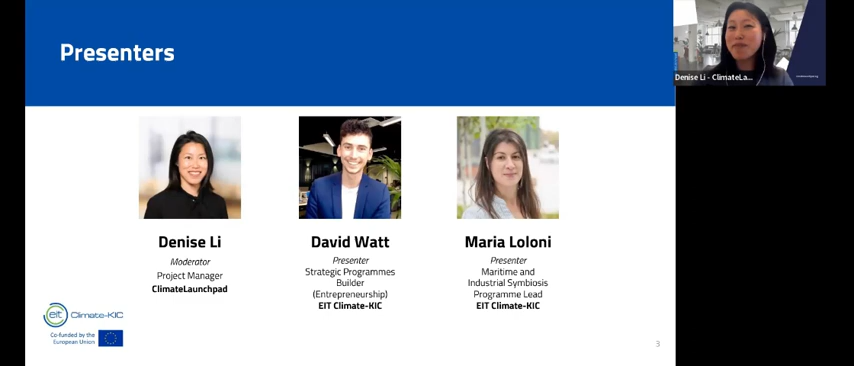 Presenters
Denise Li - ClimateLa...
Denise Li
Moderator
Project Manager
ClimateLaunchpad
David Watt
Presenter
Strategic Programmes
Builder
(Entrepreneurship)
EIT Climate-KIC
Maria Loloni
Presenter
Maritime and
Industrial Symbiosis
Programme Lead
EIT Climate-KIC
eit Climate-KIC
Co-funded by the
European Union
3